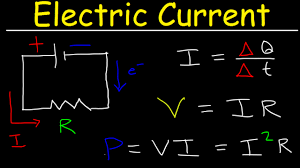 Electric Current
+ −
e⁻
I
R
I = ΔQ/Δt
V = IR
P = VI = I²R